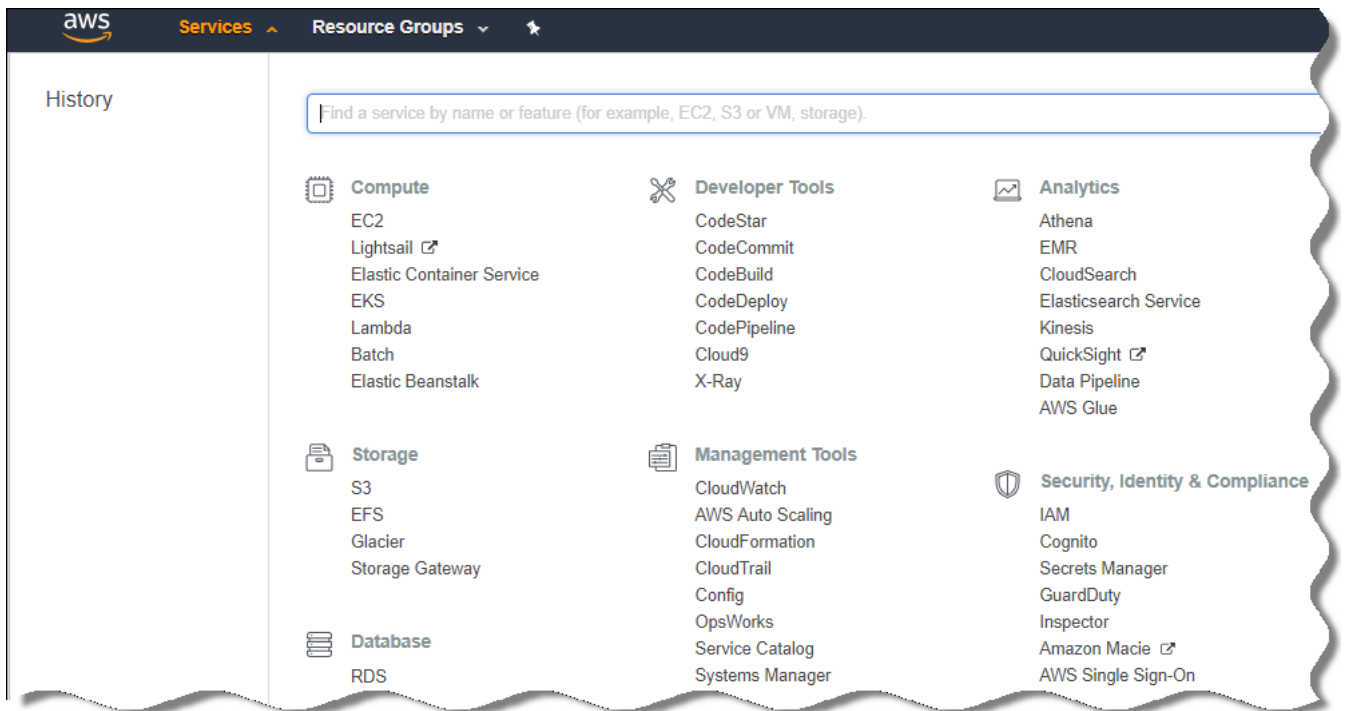 aws Services Resource Groups
History
Find a service by name or feature (for example, EC2, S3 or VM, storage).
Compute
EC2
Lightsail
Elastic Container Service
EKS
Lambda
Batch
Elastic Beanstalk
Storage
S3
EFS
Glacier
Storage Gateway
Database
RDS
Developer Tools
CodeStar
CodeCommit
CodeBuild
CodeDeploy
CodePipeline
Cloud9
X-Ray
Management Tools
CloudWatch
AWS Auto Scaling
CloudFormation
CloudTrail
Config
OpsWorks
Service Catalog
Systems Manager
Analytics
Athena
EMR
CloudSearch
Elasticsearch Service
Kinesis
QuickSight
Data Pipeline
AWS Glue
Security, Identity & Compliance
IAM
Cognito
Secrets Manager
GuardDuty
Inspector
Amazon Macie
AWS Single Sign-On